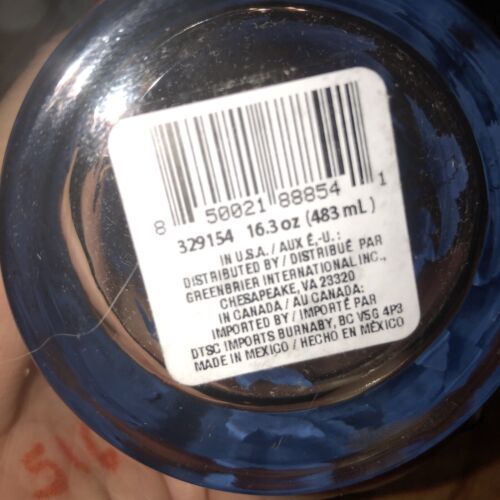 8 50021 88854 1
329154 16.3 oz (483 mL)
IN U.S.A. / AUX É.-U.:
DISTRIBUTED BY / DISTRIBUÉ PAR
GREENBRIER INTERNATIONAL, INC.,
CHESAPEAKE, VA 23320
IN CANADA / AU CANADA:
IMPORTED BY / IMPORTÉ PAR
DTSC IMPORTS BURNABY, BC V5G 4P3
MADE IN MEXICO / HECHO EN MÉXICO
516